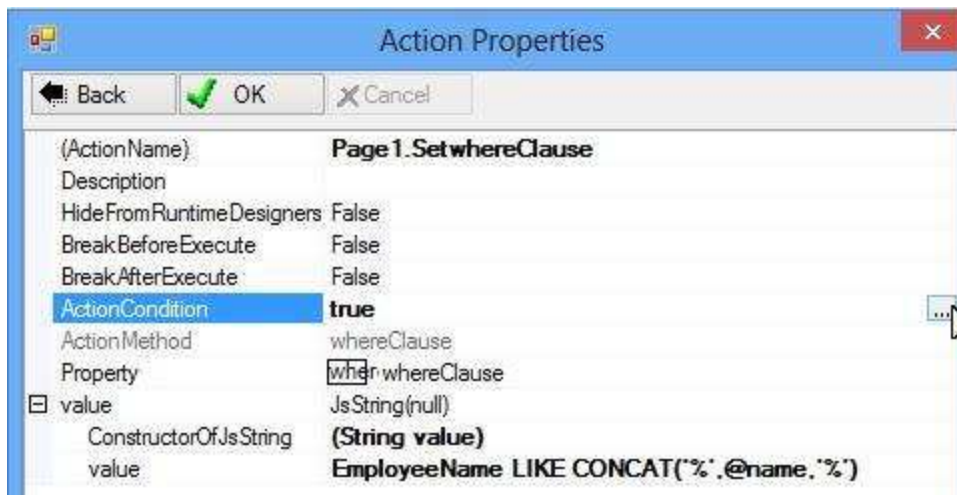 Action Properties
Back OK Cancel
(ActionName) Page1.SetwhereClause
Description
HideFromRuntimeDesigners False
BreakBeforeExecute False
BreakAfterExecute False
ActionCondition true ...
ActionMethod whereClause
Property wher whereClause
value JsString(null)
ConstructorOfJsString (String value)
value EmployeeName LIKE CONCAT('%',@name,'%')